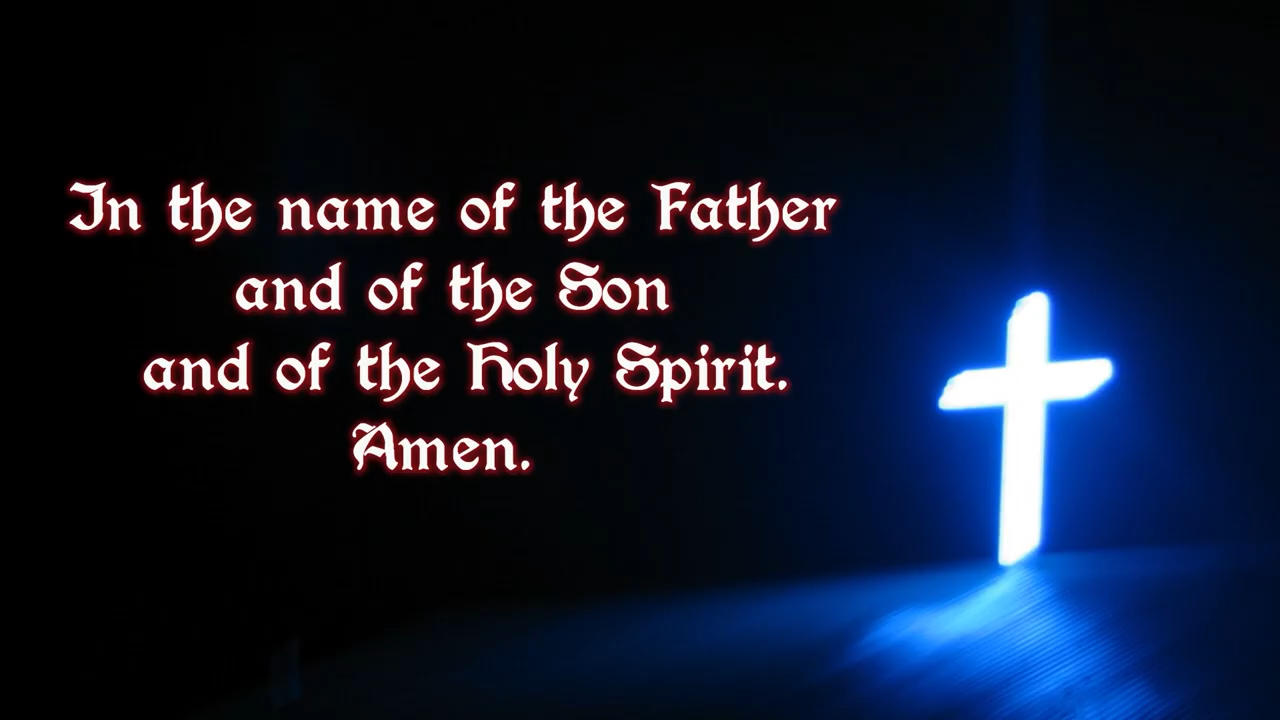 In the name of the Father
and of the Son
and of the Holy Spirit.
Amen.